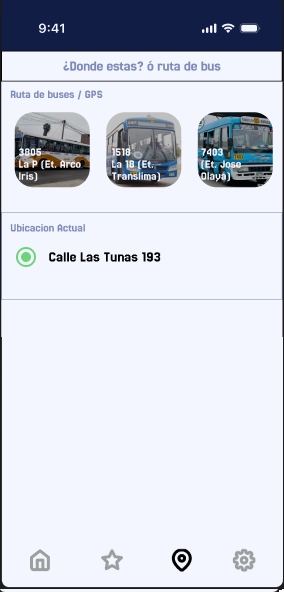 9:41
¿Donde estas? ó ruta de bus
Ruta de buses / GPS
3805
La P (Et. Arco
Iris)
1518
La 18 (Et.
Translima)
7403
(Et. Jose
Olaya)
Ubicacion Actual
Calle Las Tunas 193